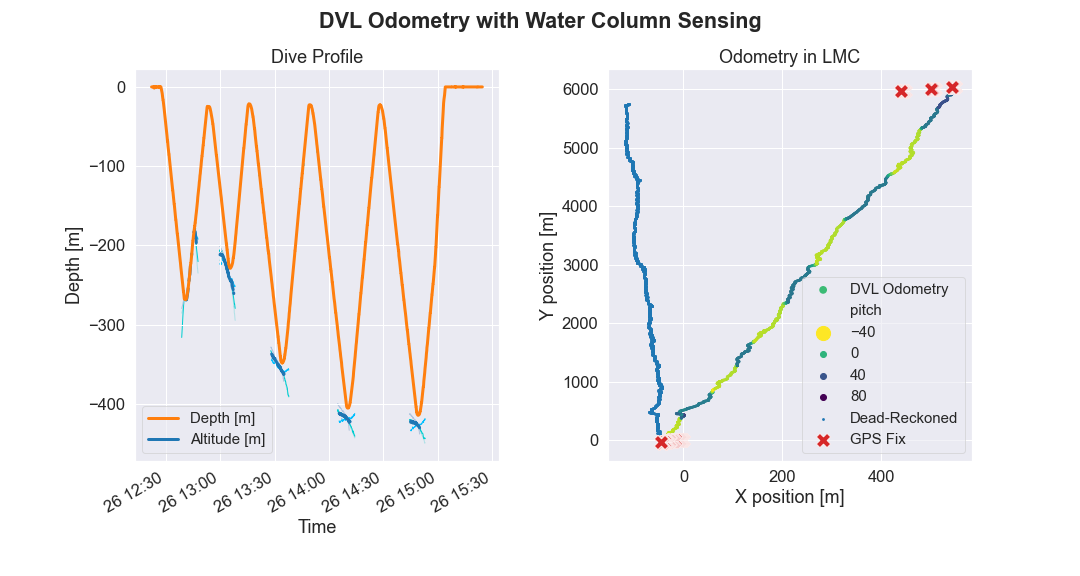 DVL Odometry with Water Column Sensing
Dive Profile
Depth [m]
0
−100
−200
−300
−400
Depth [m]
Altitude [m]
26 12:30
26 13:00
26 13:30
26 14:00
26 14:30
26 15:00
26 15:30
Time
Odometry in LMC
Y position [m]
6000
5000
4000
3000
2000
1000
0
DVL Odometry
pitch
−40
0
40
80
Dead-Reckoned
GPS Fix
0
200
400
X position [m]